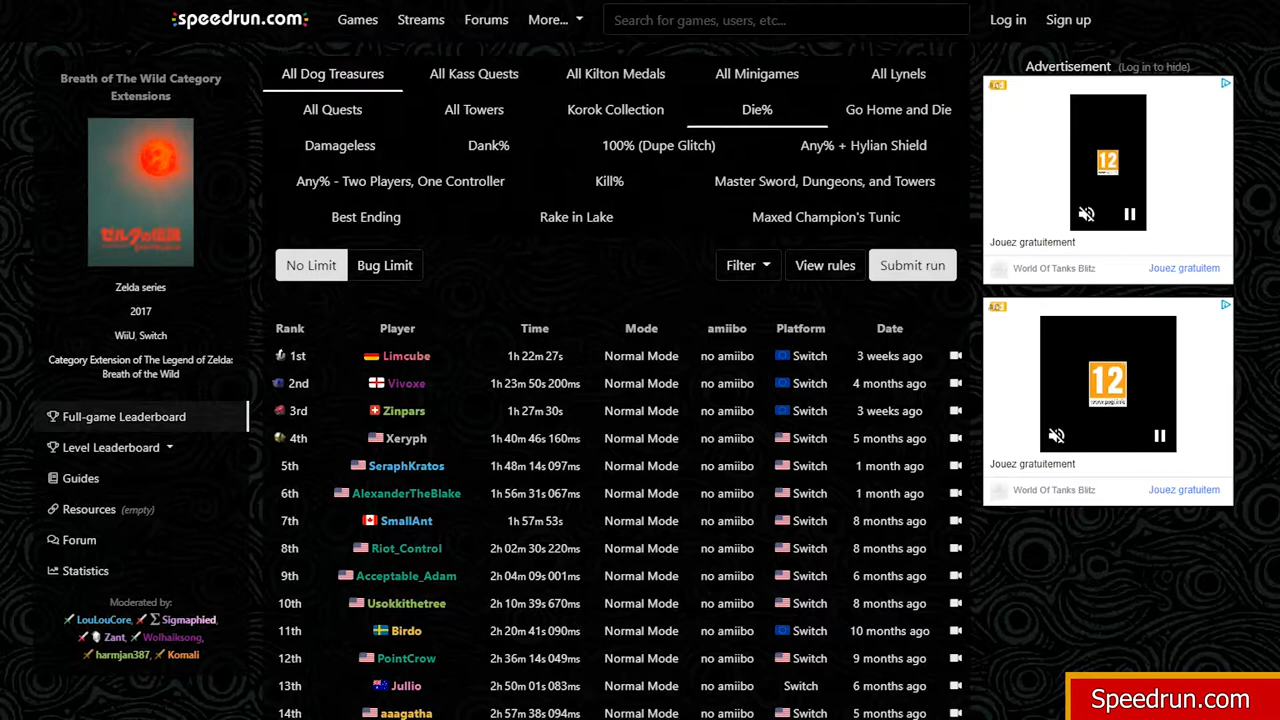 speedrun.com
Games
Streams
Forums
More...
Search for games, users, etc...
Log in
Sign up
Breath of The Wild Category
Extensions
ゼルダの伝説
Zelda series
2017
WiiU, Switch
Category Extension of The Legend of Zelda:
Breath of the Wild
Full-game Leaderboard
Level Leaderboard
Guides
Resources (empty)
Forum
Statistics
Moderated by:
LouLouCore, Sigmaphied,
Zant, Wolhaiksong,
harmjan387, Komali
All Dog Treasures All Kass Quests All Kilton Medals All Minigames All Lynels
All Quests All Towers Korok Collection Die% Go Home and Die
Damageless Dank% 100% (Dupe Glitch) Any% + Hylian Shield
Any% - Two Players, One Controller Kill% Master Sword, Dungeons, and Towers
Best Ending Rake in Lake Maxed Champion's Tunic
No Limit Bug Limit Filter View rules Submit run
Rank Player Time Mode amiibo Platform Date
1st Limcube 1h 22m 27s Normal Mode no amiibo Switch 3 weeks ago
2nd Vivoxe 1h 23m 50s 200ms Normal Mode no amiibo Switch 4 months ago
3rd Zinpars 1h 27m 30s Normal Mode no amiibo Switch 3 weeks ago
4th Xeryph 1h 40m 46s 160ms Normal Mode no amiibo Switch 5 months ago
5th SeraphKratos 1h 48m 14s 097ms Normal Mode no amiibo Switch 1 month ago
6th AlexanderTheBlake 1h 56m 31s 067ms Normal Mode no amiibo Switch 1 month ago
7th SmallAnt 1h 57m 53s Normal Mode no amiibo Switch 8 months ago
8th Riot_Control 2h 02m 30s 220ms Normal Mode no amiibo Switch 8 months ago
9th Acceptable_Adam 2h 04m 09s 001ms Normal Mode no amiibo Switch 6 months ago
10th Usokkithetree 2h 10m 39s 670ms Normal Mode no amiibo Switch 8 months ago
11th Birdo 2h 20m 41s 090ms Normal Mode no amiibo Switch 10 months ago
12th PointCrow 2h 36m 14s 049ms Normal Mode no amiibo Switch 9 months ago
13th Jullio 2h 50m 01s 083ms Normal Mode no amiibo Switch 6 months ago
14th aaagatha 2h 57m 38s 094ms Normal Mode no amiibo Switch 5 months ago
Advertisement (Log in to hide)
12
Jouez gratuitement
World Of Tanks Blitz Jouez gratuitem
12
Jouez gratuitement
World Of Tanks Blitz Jouez gratuitem
Speedrun.com